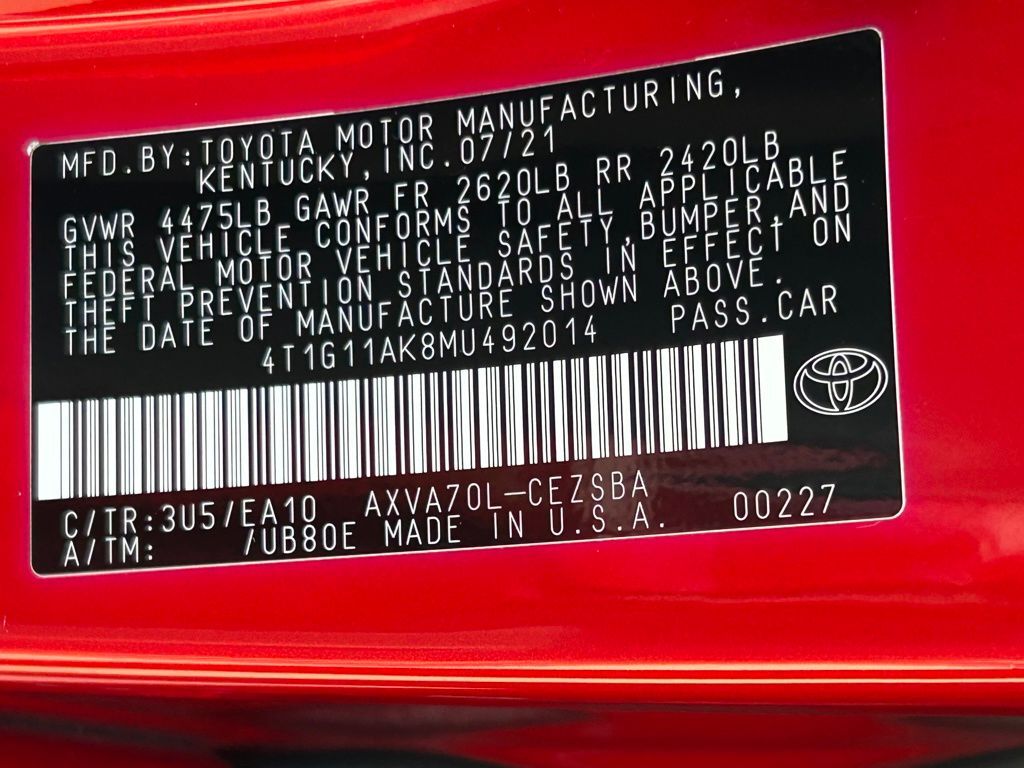 MFD.BY:TOYOTA MOTOR MANUFACTURING,
KENTUCKY,INC.07/21
GVWR 4475LB GAWR FR 2620LB RR 2420LB
THIS VEHICLE CONFORMS TO ALL APPLICABLE
FEDERAL MOTOR VEHICLE SAFETY,BUMPER,AND
THEFT PREVENTION STANDARDS IN EFFECT ON
THE DATE OF MANUFACTURE SHOWN ABOVE.
4T1G11AK8MU492014 PASS.CAR
C/TR:3U5/EA10 AXVA70L-CEZSBA
A/TM: /UB80E MADE IN U.S.A. 00227